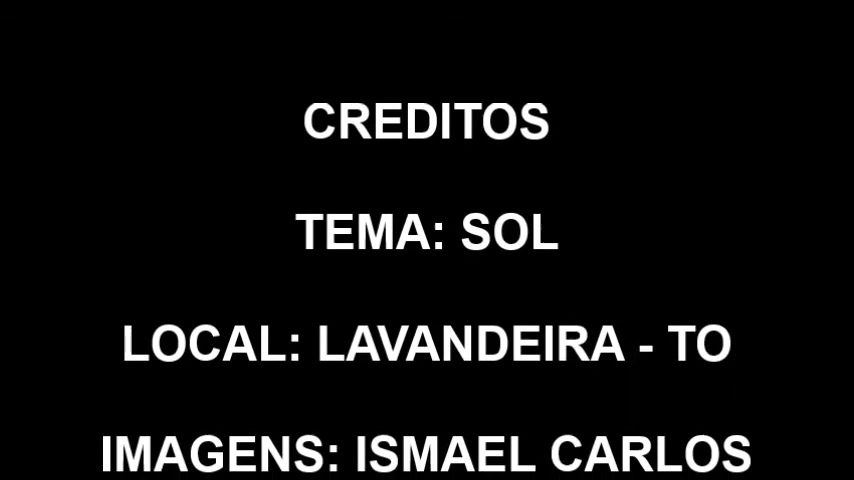 CREDITOS
TEMA: SOL
LOCAL: LAVANDEIRA - TO
IMAGENS: ISMAEL CARLOS